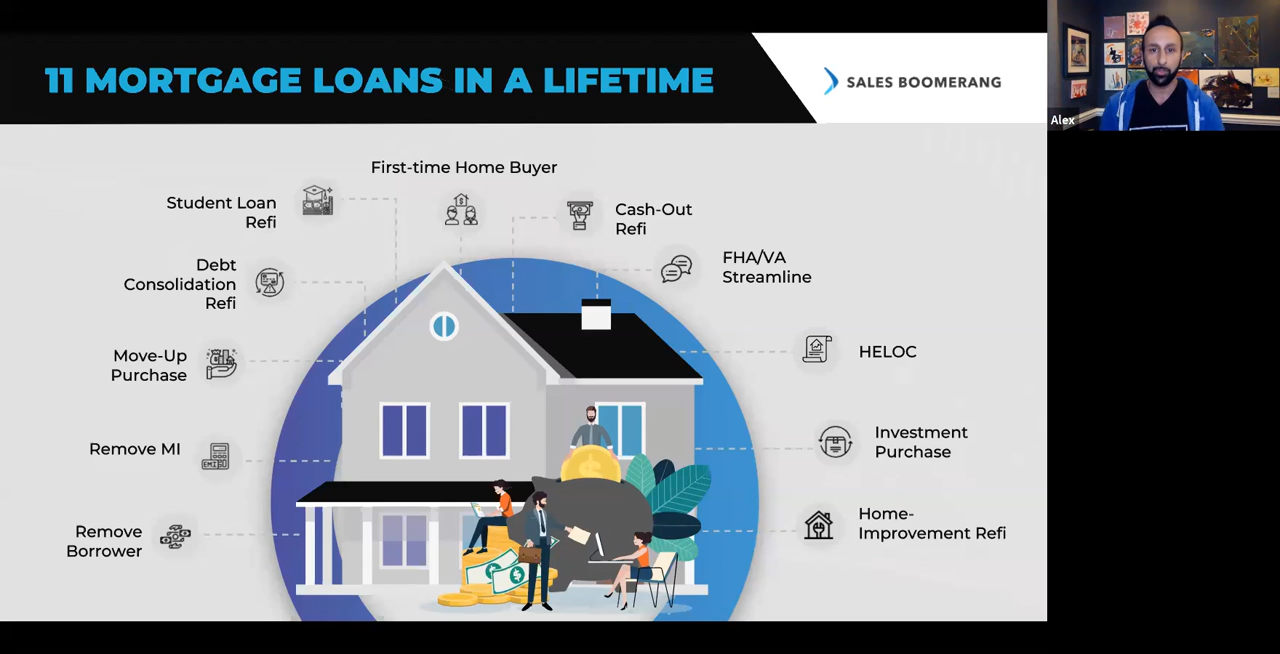 11 MORTGAGE LOANS IN A LIFETIME
SALES BOOMERANG
Alex
First-time Home Buyer
Student Loan
Refi
Cash-Out
Refi
Debt
Consolidation
Refi
FHA/VA
Streamline
Move-Up
Purchase
HELOC
Remove MI
EMI
Investment
Purchase
Remove
Borrower
Home-
Improvement Refi